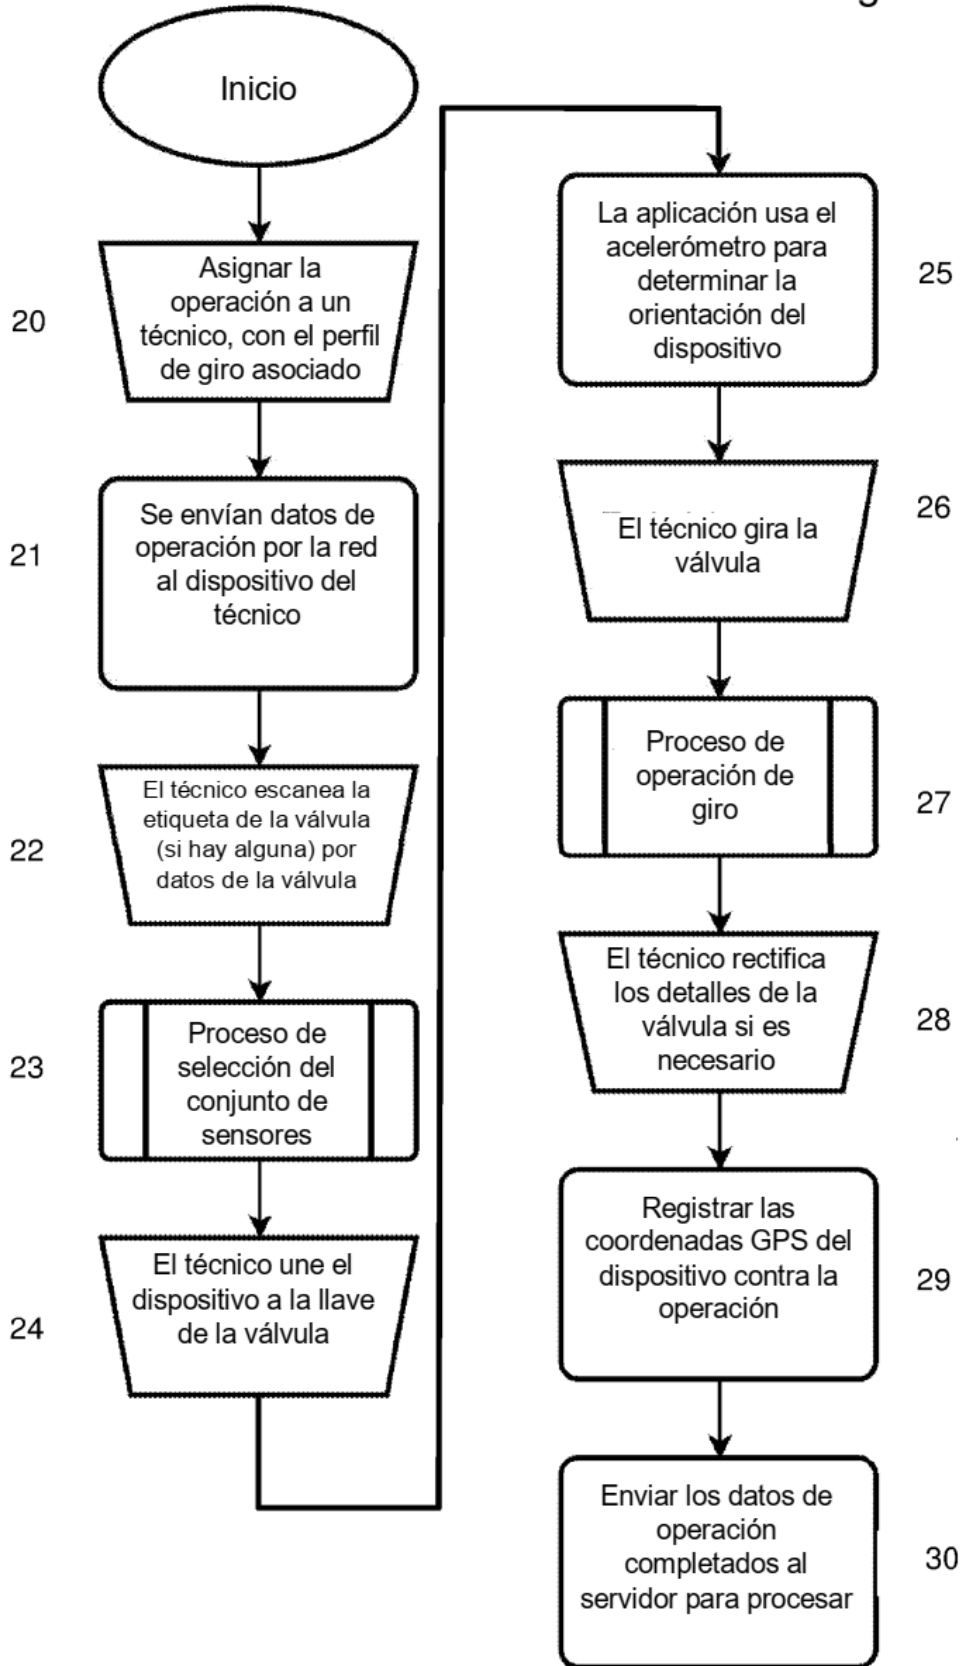 Inicio
20
Asignar la
operación a un
técnico, con el perfil
de giro asociado
21
Se envían datos de
operación por la red
al dispositivo del
técnico
22
El técnico escanea la
etiqueta de la válvula
(si hay alguna) por
datos de la válvula
23
Proceso de
selección del
conjunto de
sensores
24
El técnico une el
dispositivo a la llave
de la válvula
La aplicación usa el
acelerómetro para
determinar la
orientación del
dispositivo
25
El técnico gira la
válvula
26
Proceso de
operación de
giro
27
El técnico rectifica
los detalles de la
válvula si es
necesario
28
Registrar las
coordenadas GPS del
dispositivo contra la
operación
29
Enviar los datos de
operación
completados al
servidor para procesar
30